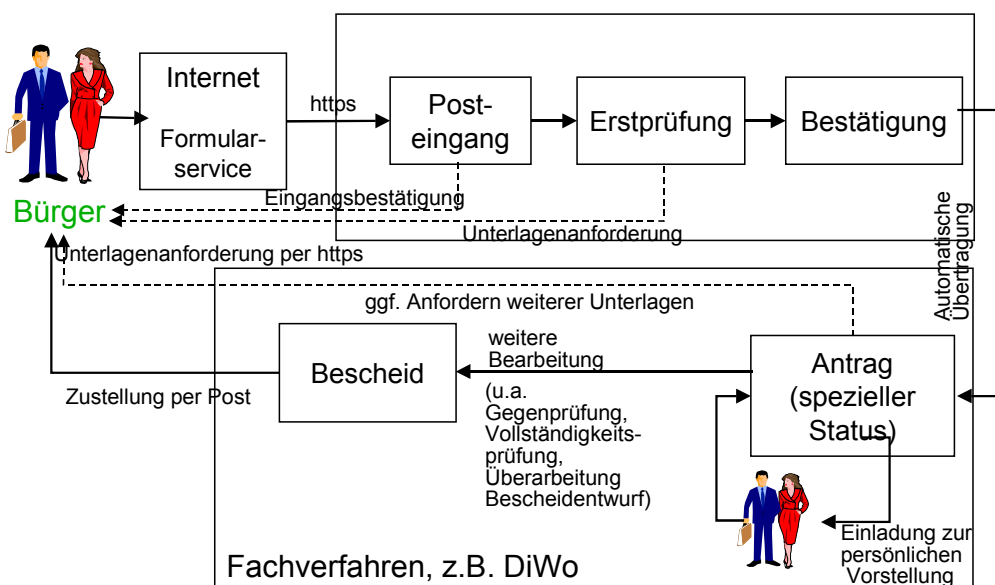 Internet
Formular-
service
https
Post-
eingang
Erstprüfung
Bestätigung
Bürger
Eingangsbestätigung
Unterlagenanforderung
Unterlagenanforderung per https
Automatische
Übertragung
ggf. Anfordern weiterer Unterlagen
Bescheid
weitere
Bearbeitung
(u.a.
Gegenprüfung,
Vollständigkeits-
prüfung,
Überarbeitung
Bescheidentwurf)
Antrag
(spezieller
Status)
Zustellung per Post
Einladung zur
persönlichen
Vorstellung
Fachverfahren, z.B. DiWo